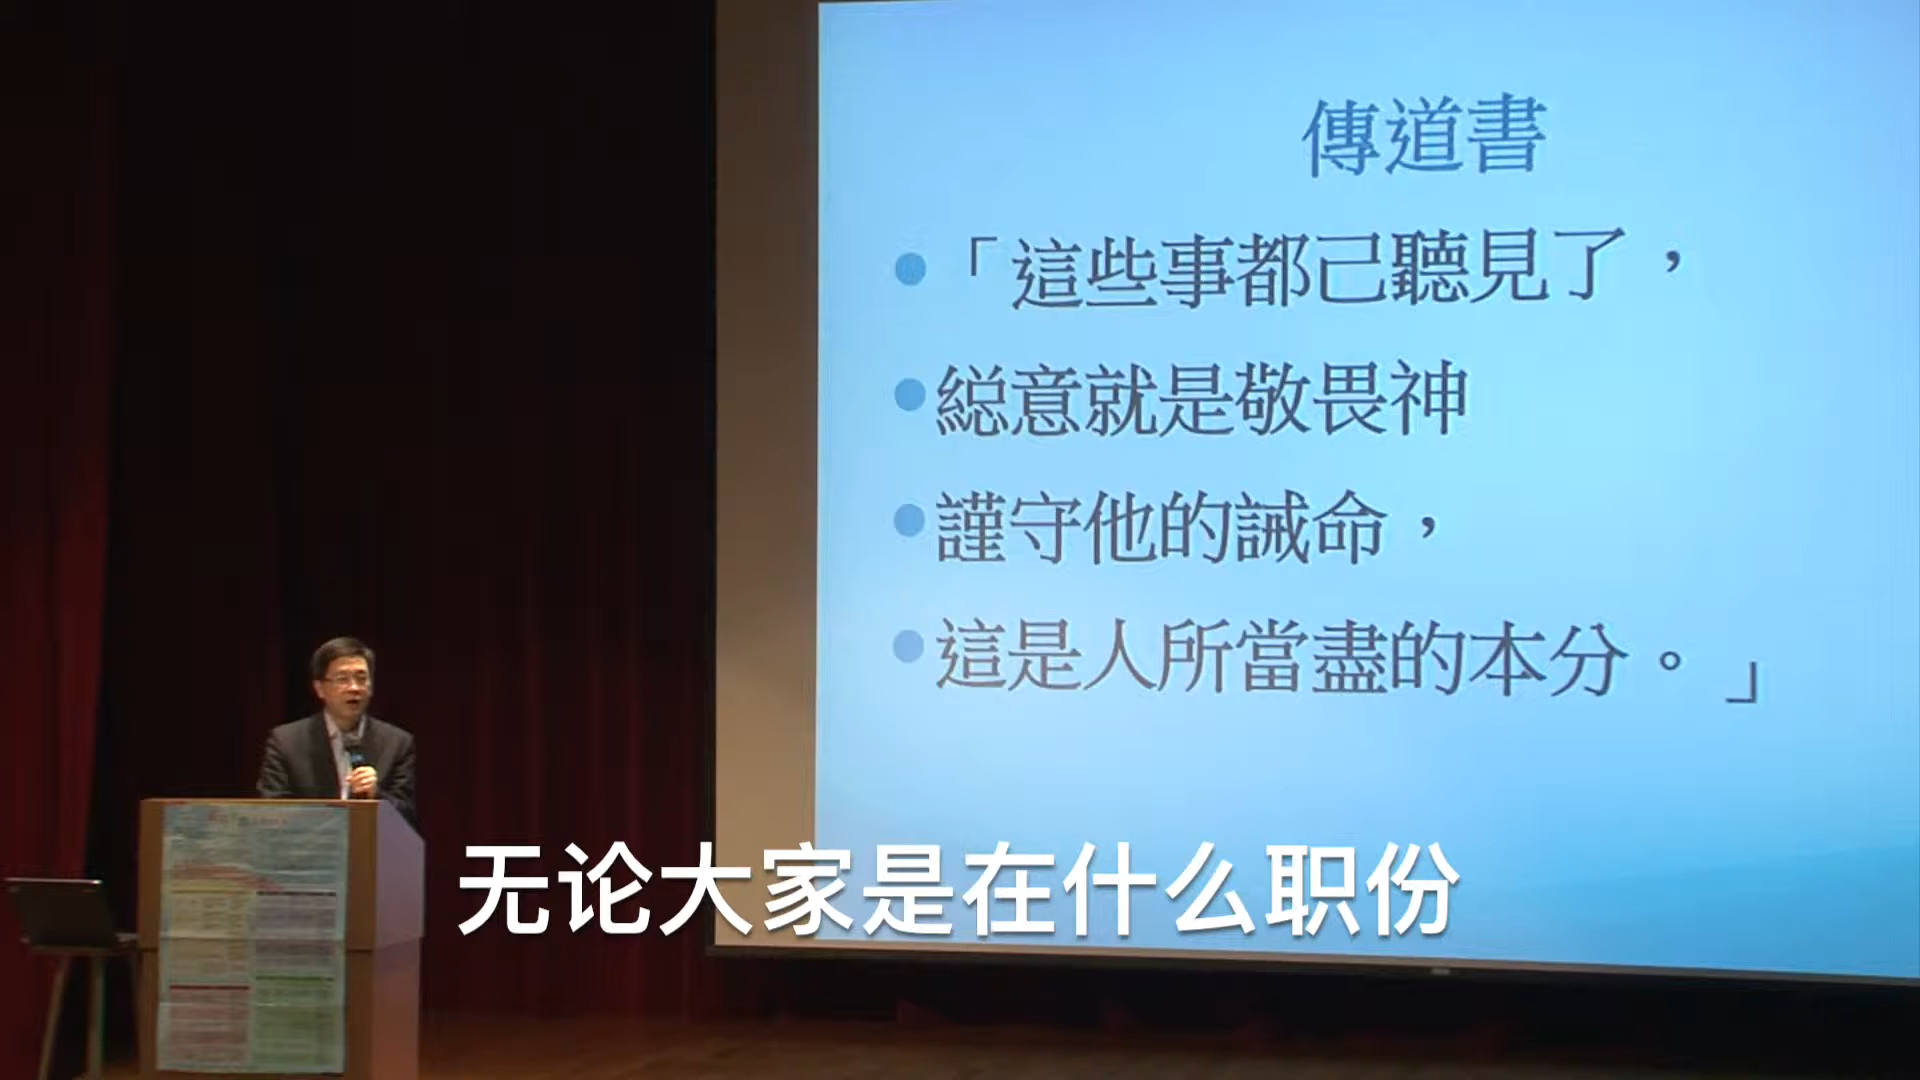 傳道書
•「這些事都己聽見了，
•総意就是敬畏神
•謹守他的誡命，
•這是人所當盡的本分。」
无论大家是在什么职份